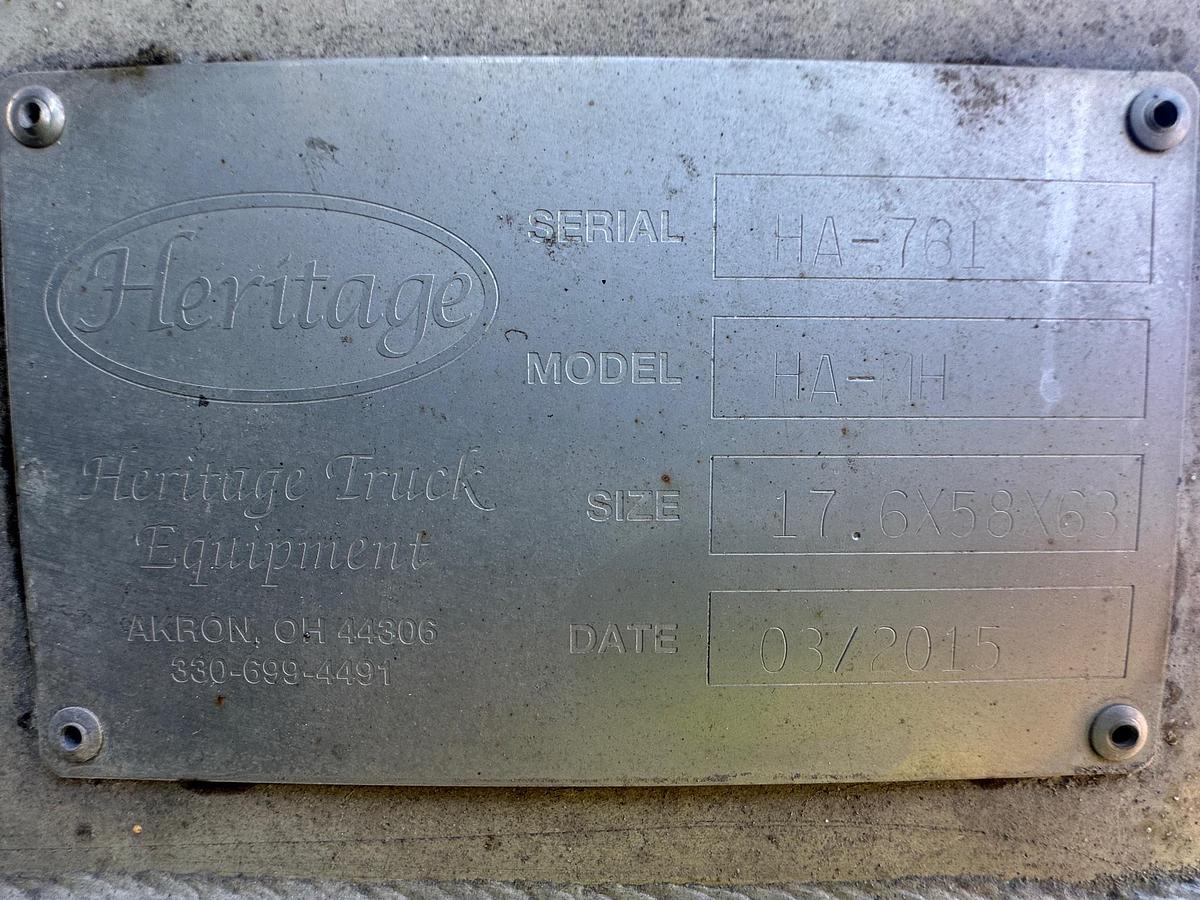 Heritage
Heritage Truck
Equipment
AKRON, OH 44306
330-699-4491
SERIAL HA-761
MODEL
SIZE 17.6X58X63
DATE 03/2015